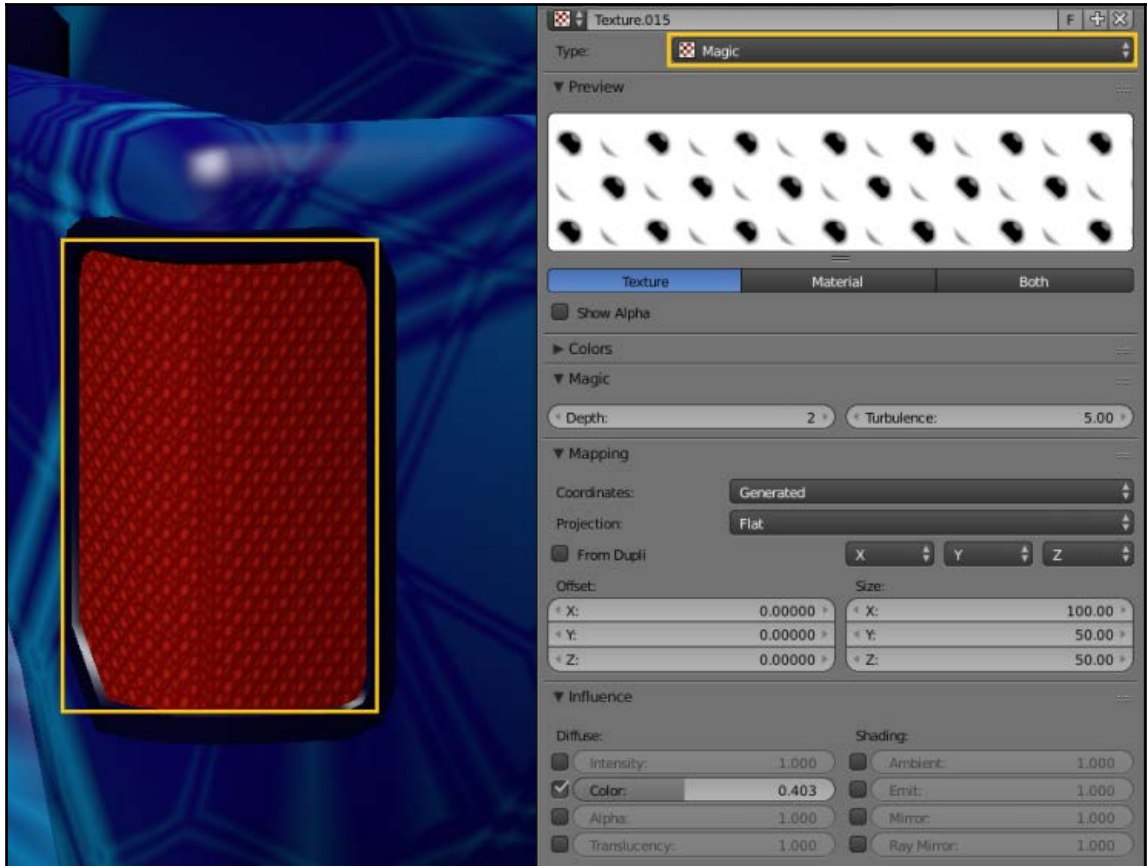 Texture.015 F
Type: Magic
Preview
Texture Material Both
Show Alpha
Colors
Magic
Depth: 2 Turbulence: 5.00
Mapping
Coordinates: Generated
Projection: Flat
From Dupli X Y Z
Offset: Size:
X: 0.00000 X: 100.00
Y: 0.00000 Y: 50.00
Z: 0.00000 Z: 50.00
Influence
Diffuse: Shading:
Intensity: 1.000 Ambient: 1.000
Color: 0.403 Emit: 1.000
Alpha: 1.000 Mirror: 1.000
Translucency: 1.000 Ray Mirror: 1.000